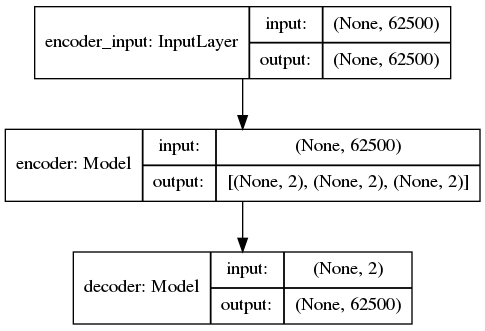 encoder_input: InputLayer
input: (None, 62500)
output: (None, 62500)
encoder: Model
input: (None, 62500)
output: [(None, 2), (None, 2), (None, 2)]
decoder: Model
input: (None, 2)
output: (None, 62500)